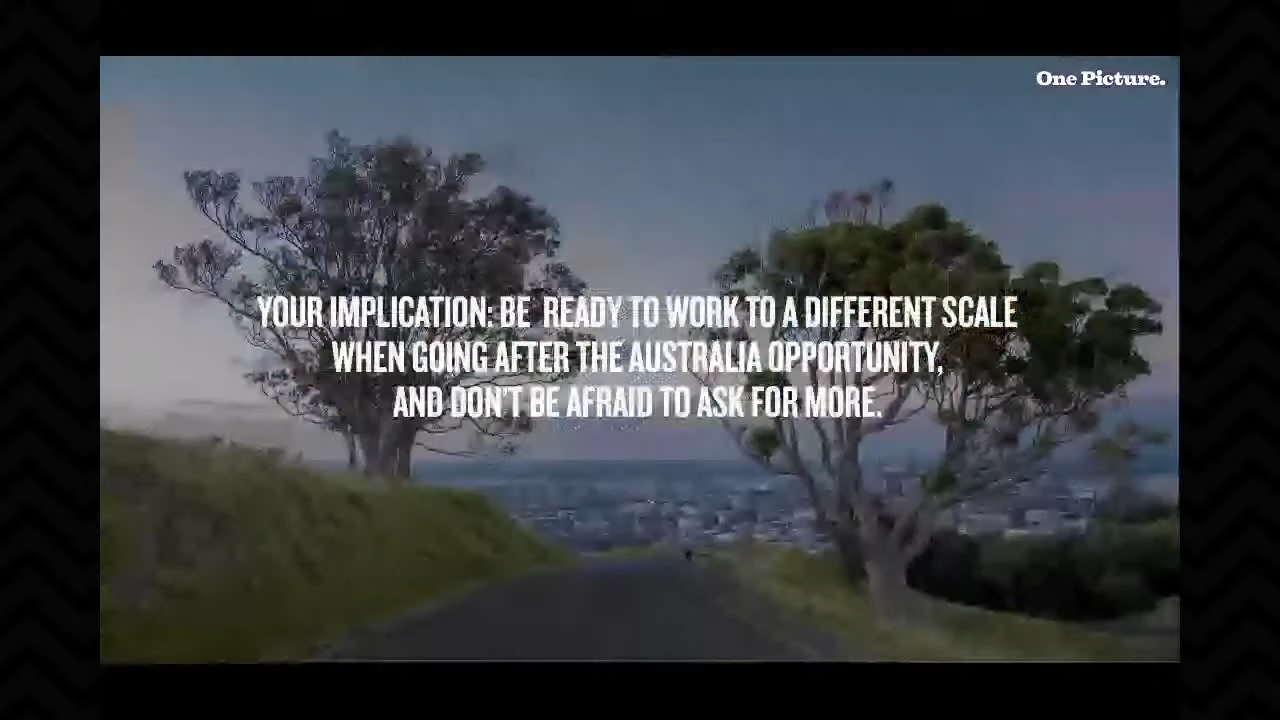 One Picture.
YOUR IMPLICATION: BE READY TO WORK TO A DIFFERENT SCALE
WHEN GOING AFTER THE AUSTRALIA OPPORTUNITY,
AND DON'T BE AFRAID TO ASK FOR MORE.